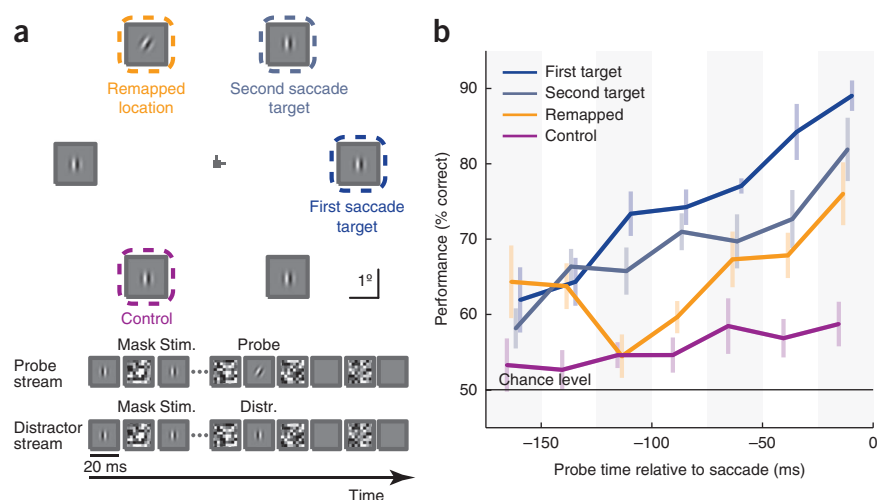 a
Remapped
location
Second saccade
target
First saccade
target
1º
Control
Mask Stim.
Probe
Probe
stream
Mask Stim.
Distr.
Distractor
stream
20 ms
Time
b
First target
Second target
Remapped
Control
90
80
70
60
50
Performance (% correct)
Chance level
–150
–100
–50
0
Probe time relative to saccade (ms)